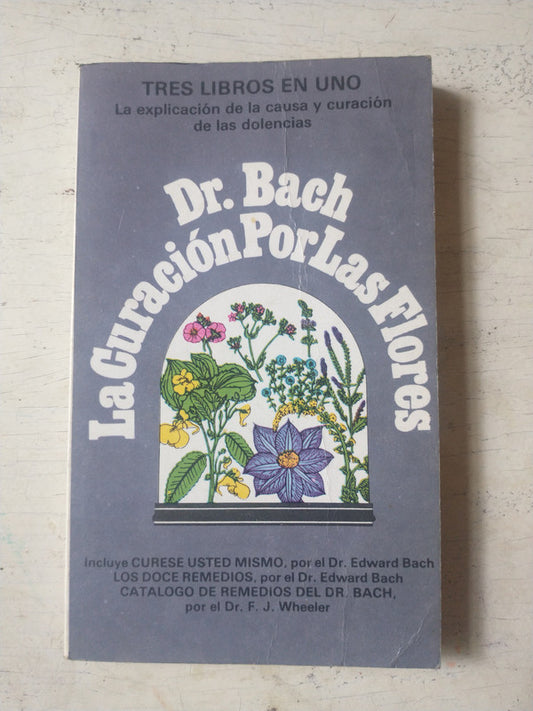 TRES LIBROS EN UNO
La explicación de la causa y curación
de las dolencias
Dr. Bach
La Curación Por Las Flores
Incluye CURESE USTED MISMO, por el Dr. Edward Bach
LOS DOCE REMEDIOS, por el Dr. Edward Bach
CATALOGO DE REMEDIOS DEL DR. BACH,
por el Dr. F. J. Wheeler